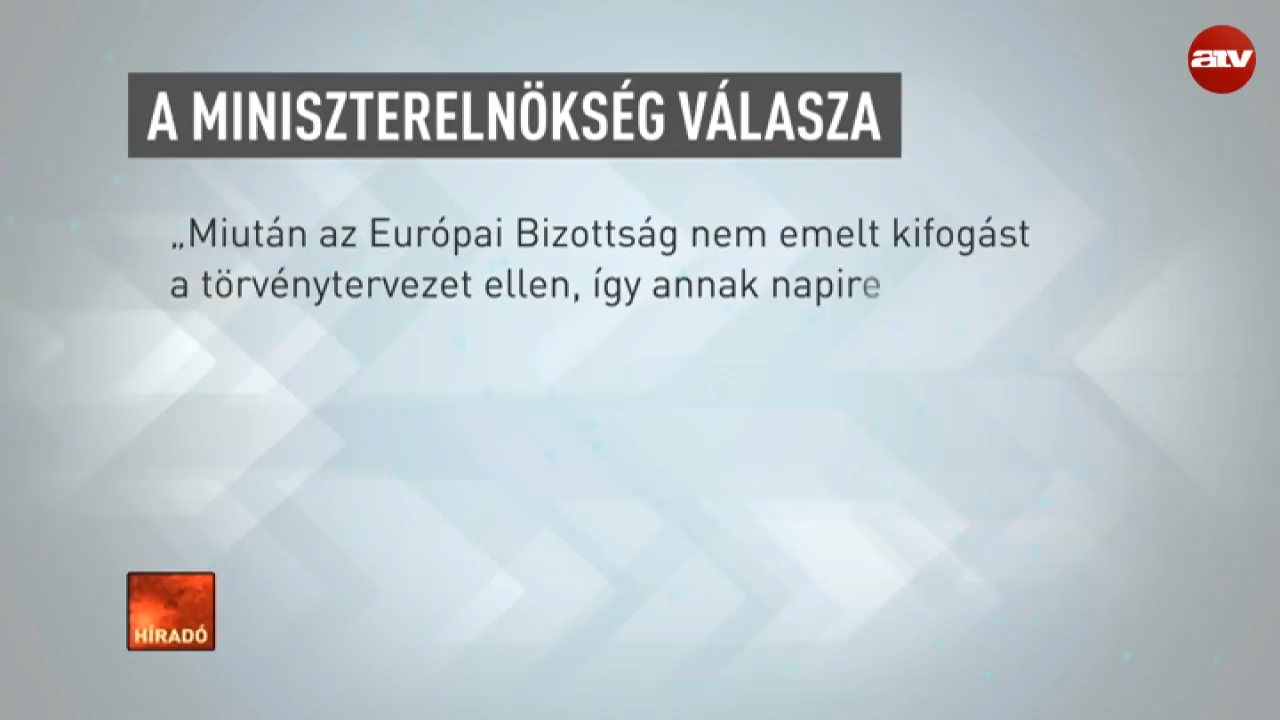 atv
A MINISZTERELNÖKSÉG VÁLASZA
„Miután az Európai Bizottság nem emelt kifogást
a törvénytervezet ellen, így annak napire
HÍRADÓ